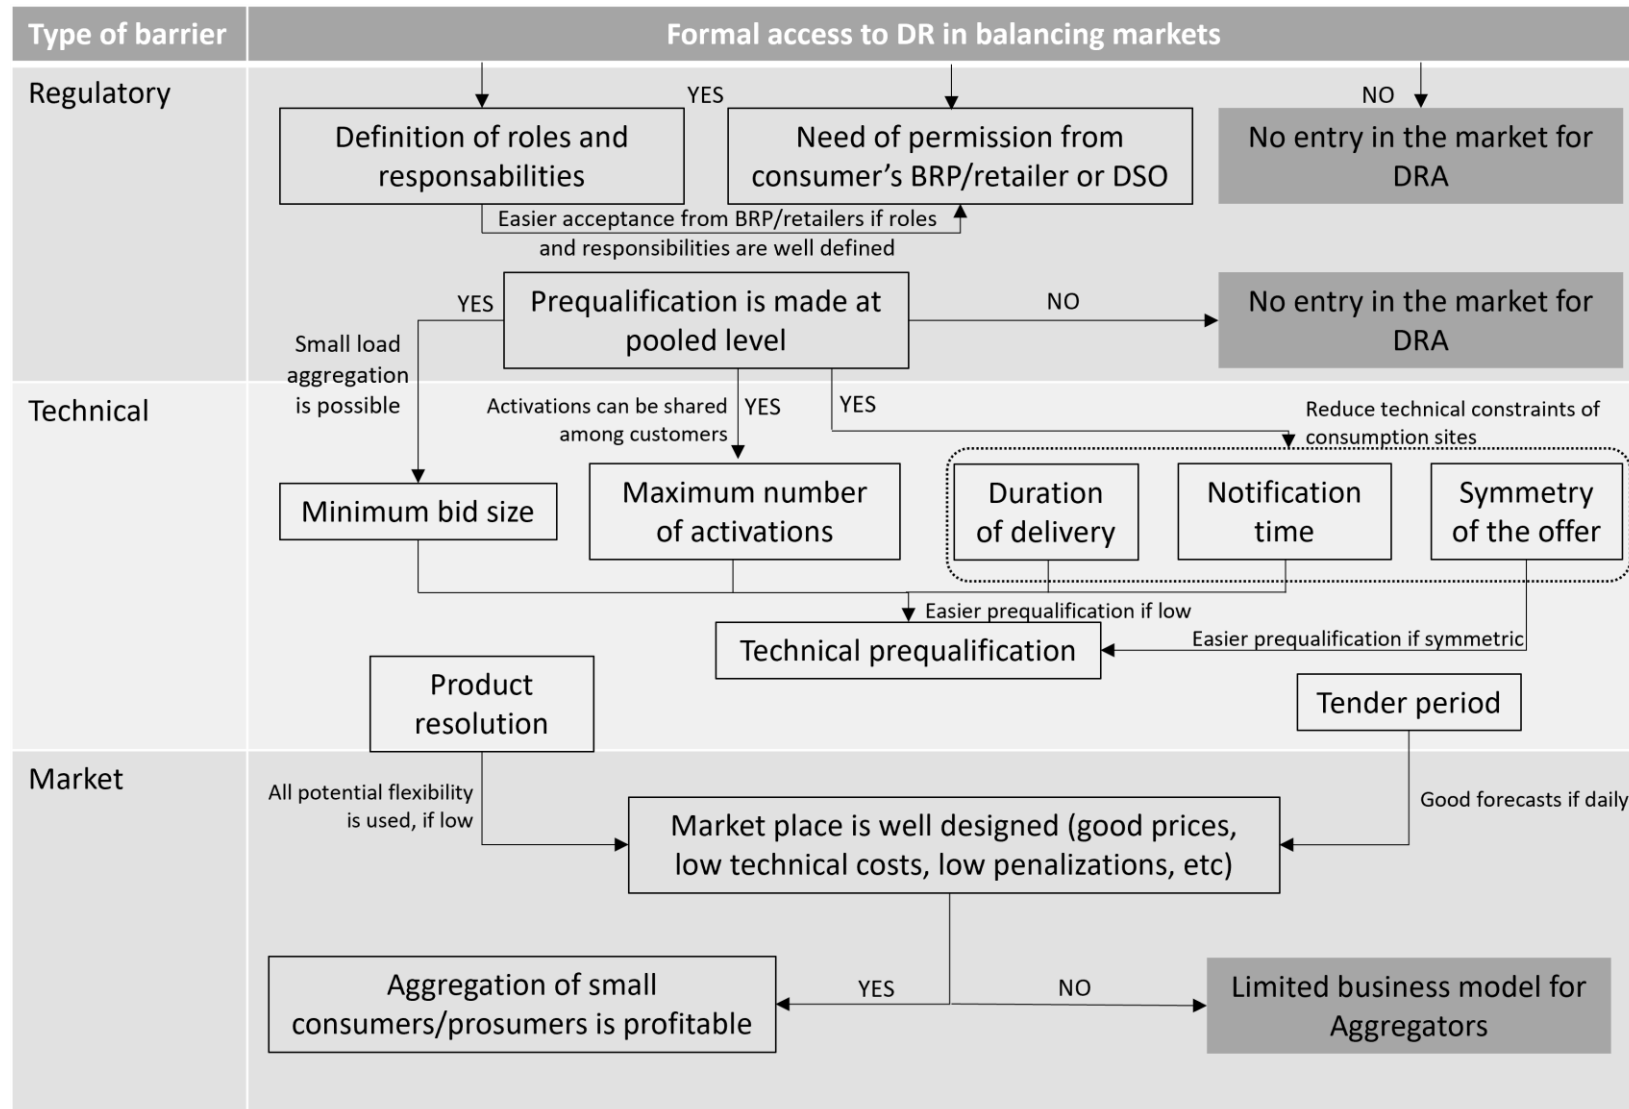 Type of barrier
Formal access to DR in balancing markets
Regulatory
YES
NO
Definition of roles and
responsabilities
Need of permission from
consumer's BRP/retailer or DSO
No entry in the market for
DRA
Easier acceptance from BRP/retailers if roles
and responsibilities are well defined
YES
Prequalification is made at
pooled level
NO
No entry in the market for
DRA
Small load
aggregation
is possible
Technical
Activations can be shared
among customers
YES
YES
Reduce technical constraints of
consumption sites
Minimum bid size
Maximum number
of activations
Duration
of delivery
Notification
time
Symmetry
of the offer
Easier prequalification if low
Technical prequalification
Easier prequalification if symmetric
Product
resolution
Tender period
Market
All potential flexibility
is used, if low
Market place is well designed (good prices,
low technical costs, low penalizations, etc)
Good forecasts if daily
Aggregation of small
consumers/prosumers is profitable
YES
NO
Limited business model for
Aggregators